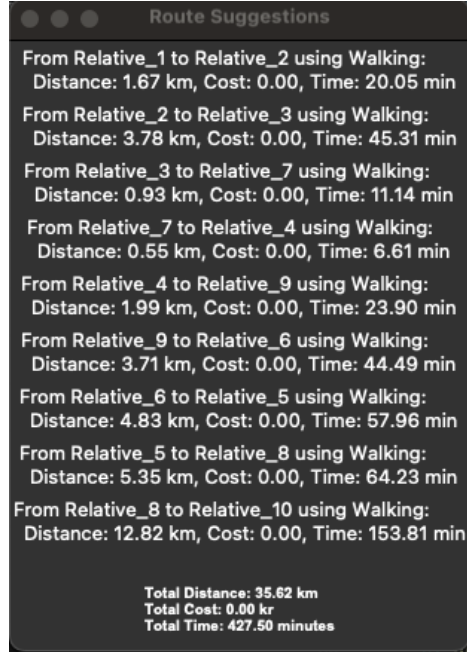 Route Suggestions
From Relative_1 to Relative_2 using Walking:
Distance: 1.67 km, Cost: 0.00, Time: 20.05 min
From Relative_2 to Relative_3 using Walking:
Distance: 3.78 km, Cost: 0.00, Time: 45.31 min
From Relative_3 to Relative_7 using Walking:
Distance: 0.93 km, Cost: 0.00, Time: 11.14 min
From Relative_7 to Relative_4 using Walking:
Distance: 0.55 km, Cost: 0.00, Time: 6.61 min
From Relative_4 to Relative_9 using Walking:
Distance: 1.99 km, Cost: 0.00, Time: 23.90 min
From Relative_9 to Relative_6 using Walking:
Distance: 3.71 km, Cost: 0.00, Time: 44.49 min
From Relative_6 to Relative_5 using Walking:
Distance: 4.83 km, Cost: 0.00, Time: 57.96 min
From Relative_5 to Relative_8 using Walking:
Distance: 5.35 km, Cost: 0.00, Time: 64.23 min
From Relative_8 to Relative_10 using Walking:
Distance: 12.82 km, Cost: 0.00, Time: 153.81 min
Total Distance: 35.62 km
Total Cost: 0.00 kr
Total Time: 427.50 minutes